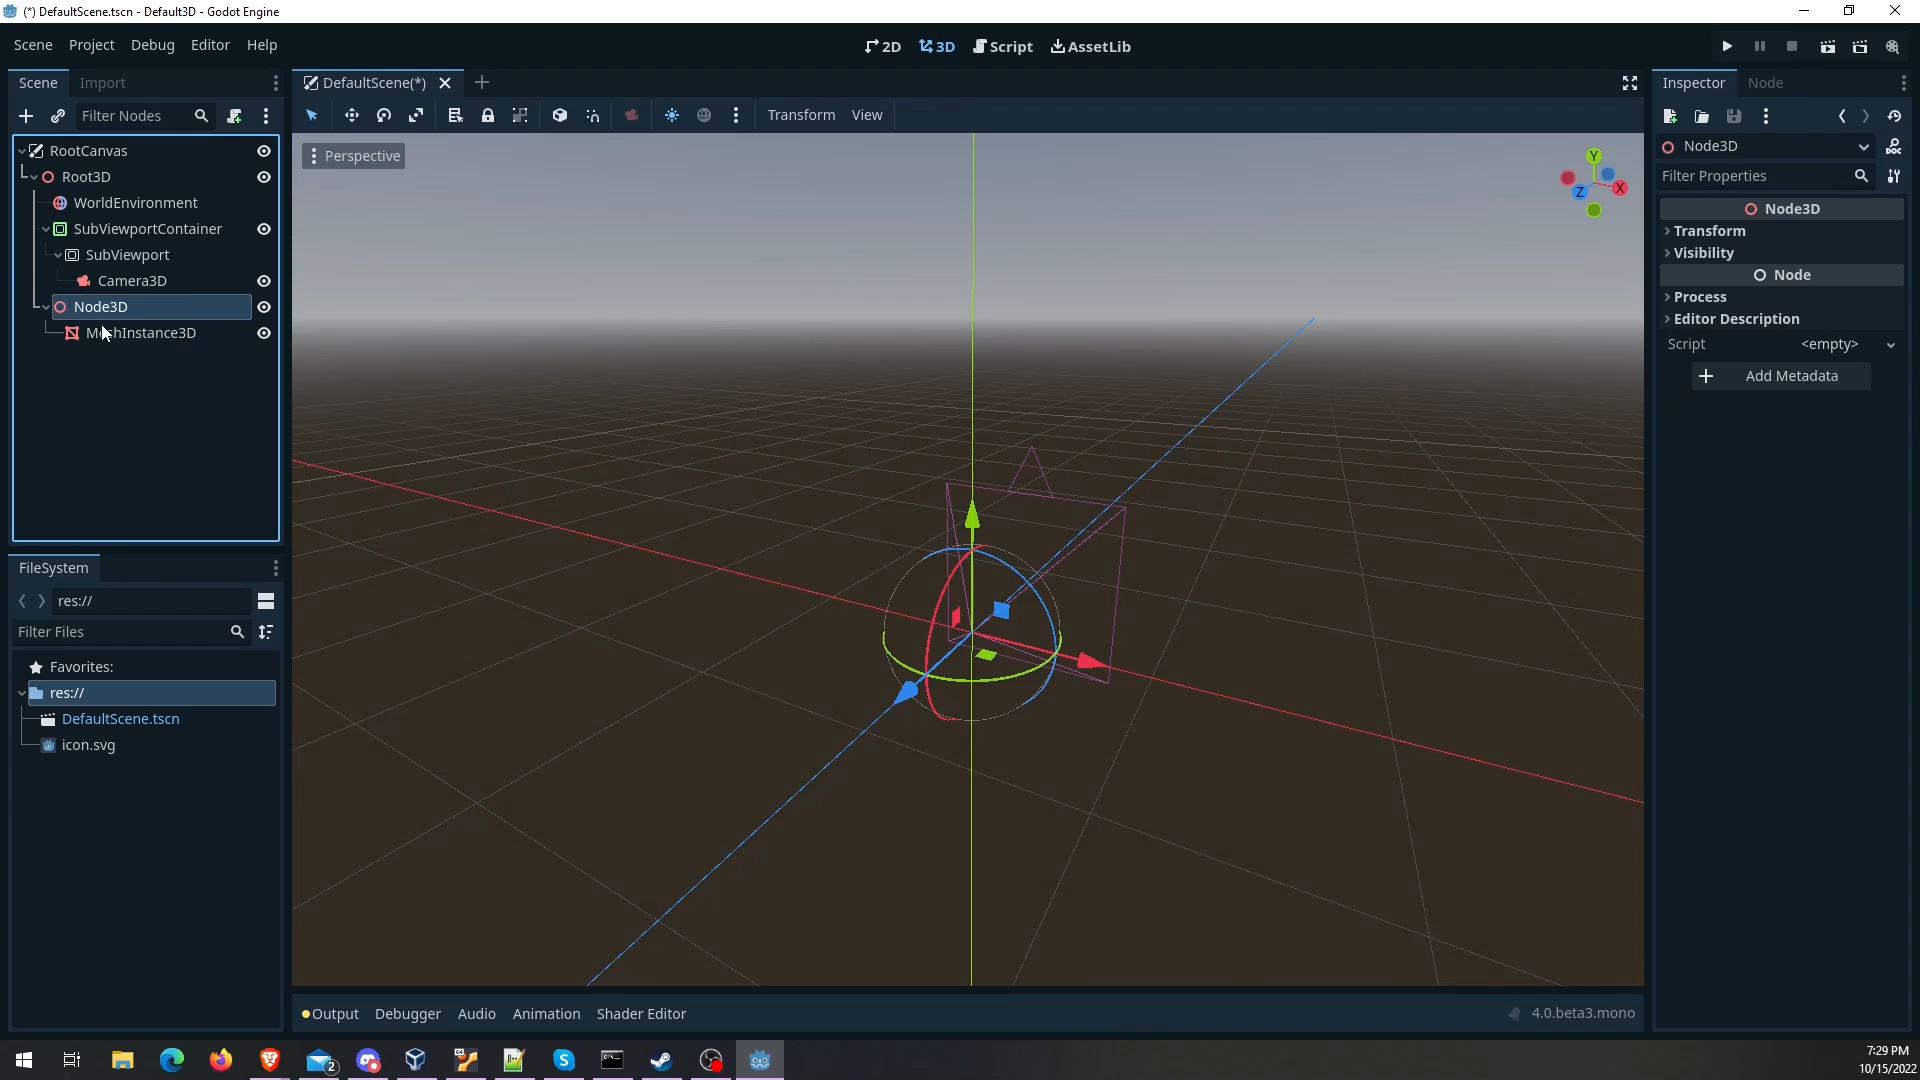 (*) DefaultScene.tscn - Default3D - Godot Engine
Scene Project Debug Editor Help
2D 3D Script AssetLib
Scene Import
DefaultScene(*)
Inspector Node
Filter Nodes
Transform View
RootCanvas
Root3D
WorldEnvironment
SubViewportContainer
SubViewport
Camera3D
Node3D
MeshInstance3D
Perspective
Y
X
Z
Node3D
Filter Properties
Node3D
Transform
Visibility
Node
Process
Editor Description
Script <empty>
Add Metadata
FileSystem
res://
Filter Files
Favorites:
res://
DefaultScene.tscn
icon.svg
Output Debugger Audio Animation Shader Editor
4.0.beta3.mono
2
7:29 PM
10/15/2022